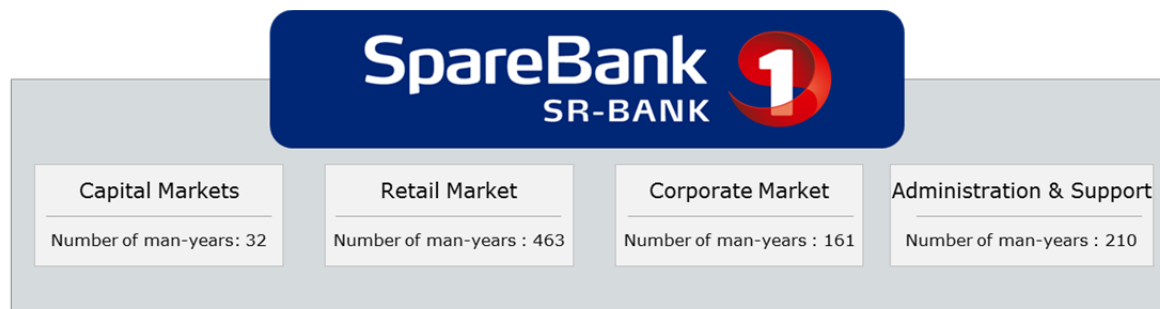 SpareBank 1
SR-BANK
Capital Markets
Number of man-years: 32
Retail Market
Number of man-years : 463
Corporate Market
Number of man-years : 161
Administration & Support
Number of man-years : 210